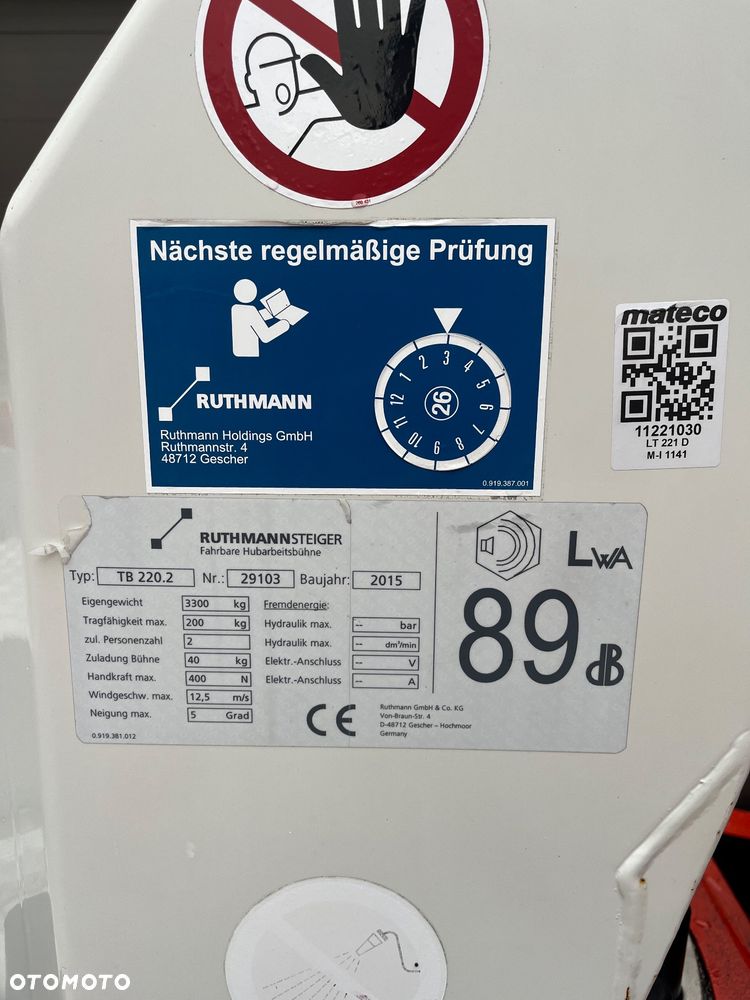 260 431
Nächste regelmäßige Prüfung
RUTHMANN
Ruthmann Holdings GmbH
Ruthmannstr. 4
48712 Gescher
1 2 3 4 5 6 7 8 9 10 11 12
26
0.919.387.001
mateco
11221030
LT 221 D
M-I 1141
RUTHMANNSTEIGER
Fahrbare Hubarbeitsbühne
Typ: TB 220.2 Nr.: 29103 Baujahr: 2015
Eigengewicht 3300 kg
Tragfähigkeit max. 200 kg
zul. Personenzahl 2
Zuladung Bühne 40 kg
Handkraft max. 400 N
Windgeschw. max. 12,5 m/s
Neigung max. 5 Grad
0.919.381.012
Fremdenergie:
Hydraulik max. -- bar
Hydraulik max. -- dm³/min
Elektr.-Anschluss -- V
Elektr.-Anschluss -- A
CE
Ruthmann GmbH & Co. KG
Von-Braun-Str. 4
D-48712 Gescher – Hochmoor
Germany
LWA
89 dB
OTOMOTO